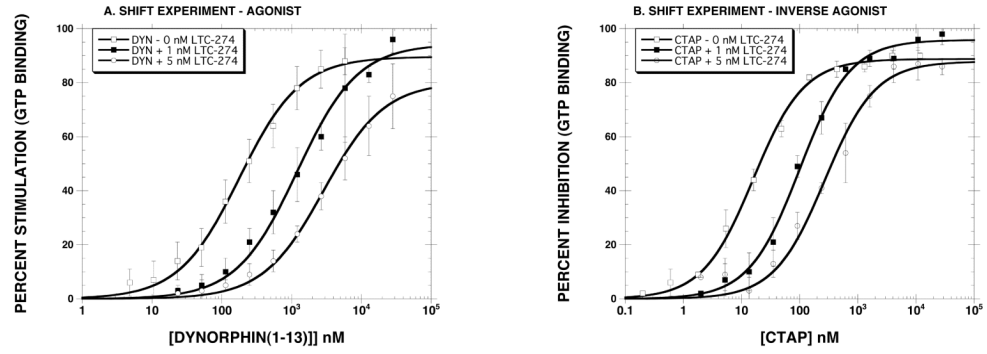 A. SHIFT EXPERIMENT - AGONIST
DYN - 0 nM LTC-274
DYN + 1 nM LTC-274
DYN + 5 nM LTC-274
PERCENT STIMULATION (GTP BINDING)
100
80
60
40
20
0
1
10
100
10³
10⁴
10⁵
[DYNORPHIN(1-13)]] nM
B. SHIFT EXPERIMENT - INVERSE AGONIST
CTAP - 0 nM LTC-274
CTAP + 1 nM LTC-274
CTAP + 5 nM LTC-274
PERCENT INHIBITION (GTP BINDING)
100
80
60
40
20
0
0.1
1
10
100
10³
10⁴
10⁵
[CTAP] nM